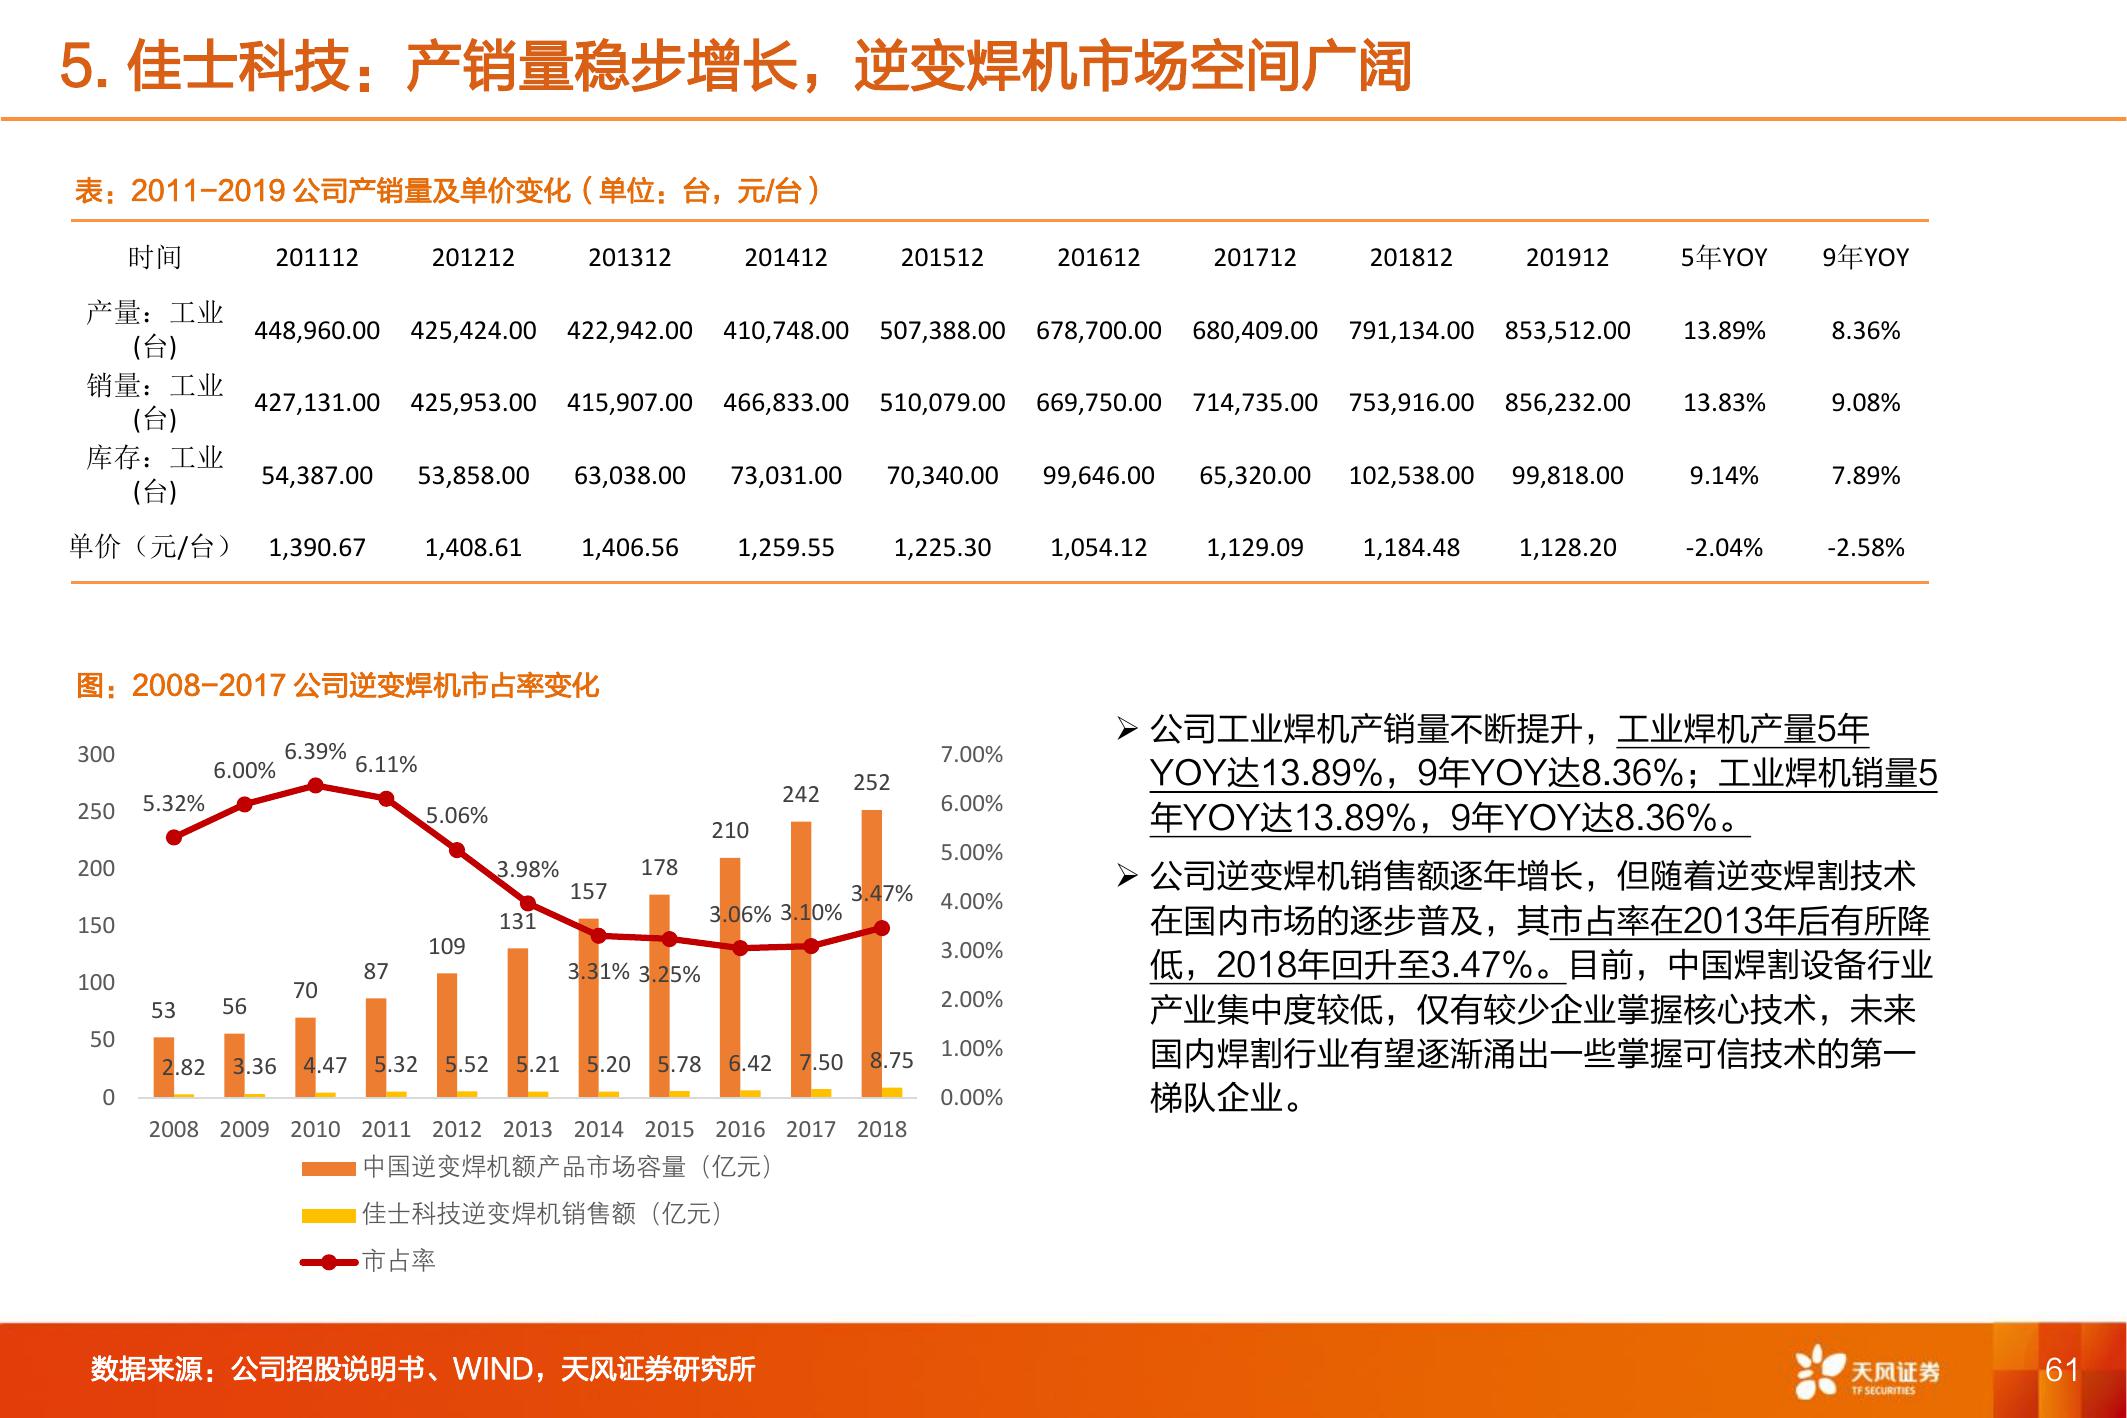 5. 佳士科技：产销量稳步增长，逆变焊机市场空间广阔
表：2011-2019 公司产销量及单价变化（单位：台，元/台）
时间 201112 201212 201312 201412 201512 201612 201712 201812 201912 5年YOY 9年YOY
产量：工业
(台) 448,960.00 425,424.00 422,942.00 410,748.00 507,388.00 678,700.00 680,409.00 791,134.00 853,512.00 13.89% 8.36%
销量：工业
(台) 427,131.00 425,953.00 415,907.00 466,833.00 510,079.00 669,750.00 714,735.00 753,916.00 856,232.00 13.83% 9.08%
库存：工业
(台) 54,387.00 53,858.00 63,038.00 73,031.00 70,340.00 99,646.00 65,320.00 102,538.00 99,818.00 9.14% 7.89%
单价（元/台） 1,390.67 1,408.61 1,406.56 1,259.55 1,225.30 1,054.12 1,129.09 1,184.48 1,128.20 -2.04% -2.58%
图：2008-2017 公司逆变焊机市占率变化
300 250 200 150 100 50 0
7.00% 6.00% 5.00% 4.00% 3.00% 2.00% 1.00% 0.00%
5.32% 6.00% 6.39% 6.11% 5.06% 3.98% 3.31% 3.25% 3.06% 3.10% 3.47%
53 56 70 87 109 131 157 178 210 242 252
2.82 3.36 4.47 5.32 5.52 5.21 5.20 5.78 6.42 7.50 8.75
2008 2009 2010 2011 2012 2013 2014 2015 2016 2017 2018
中国逆变焊机额产品市场容量（亿元）
佳士科技逆变焊机销售额（亿元）
市占率
➢ 公司工业焊机产销量不断提升，工业焊机产量5年
YOY达13.89%，9年YOY达8.36%；工业焊机销量5
年YOY达13.89%，9年YOY达8.36%。
➢ 公司逆变焊机销售额逐年增长，但随着逆变焊割技术
在国内市场的逐步普及，其市占率在2013年后有所降
低，2018年回升至3.47%。目前，中国焊割设备行业
产业集中度较低，仅有较少企业掌握核心技术，未来
国内焊割行业有望逐渐涌出一些掌握可信技术的第一
梯队企业。
数据来源：公司招股说明书、WIND，天风证券研究所
天风证券
TF SECURITIES
61